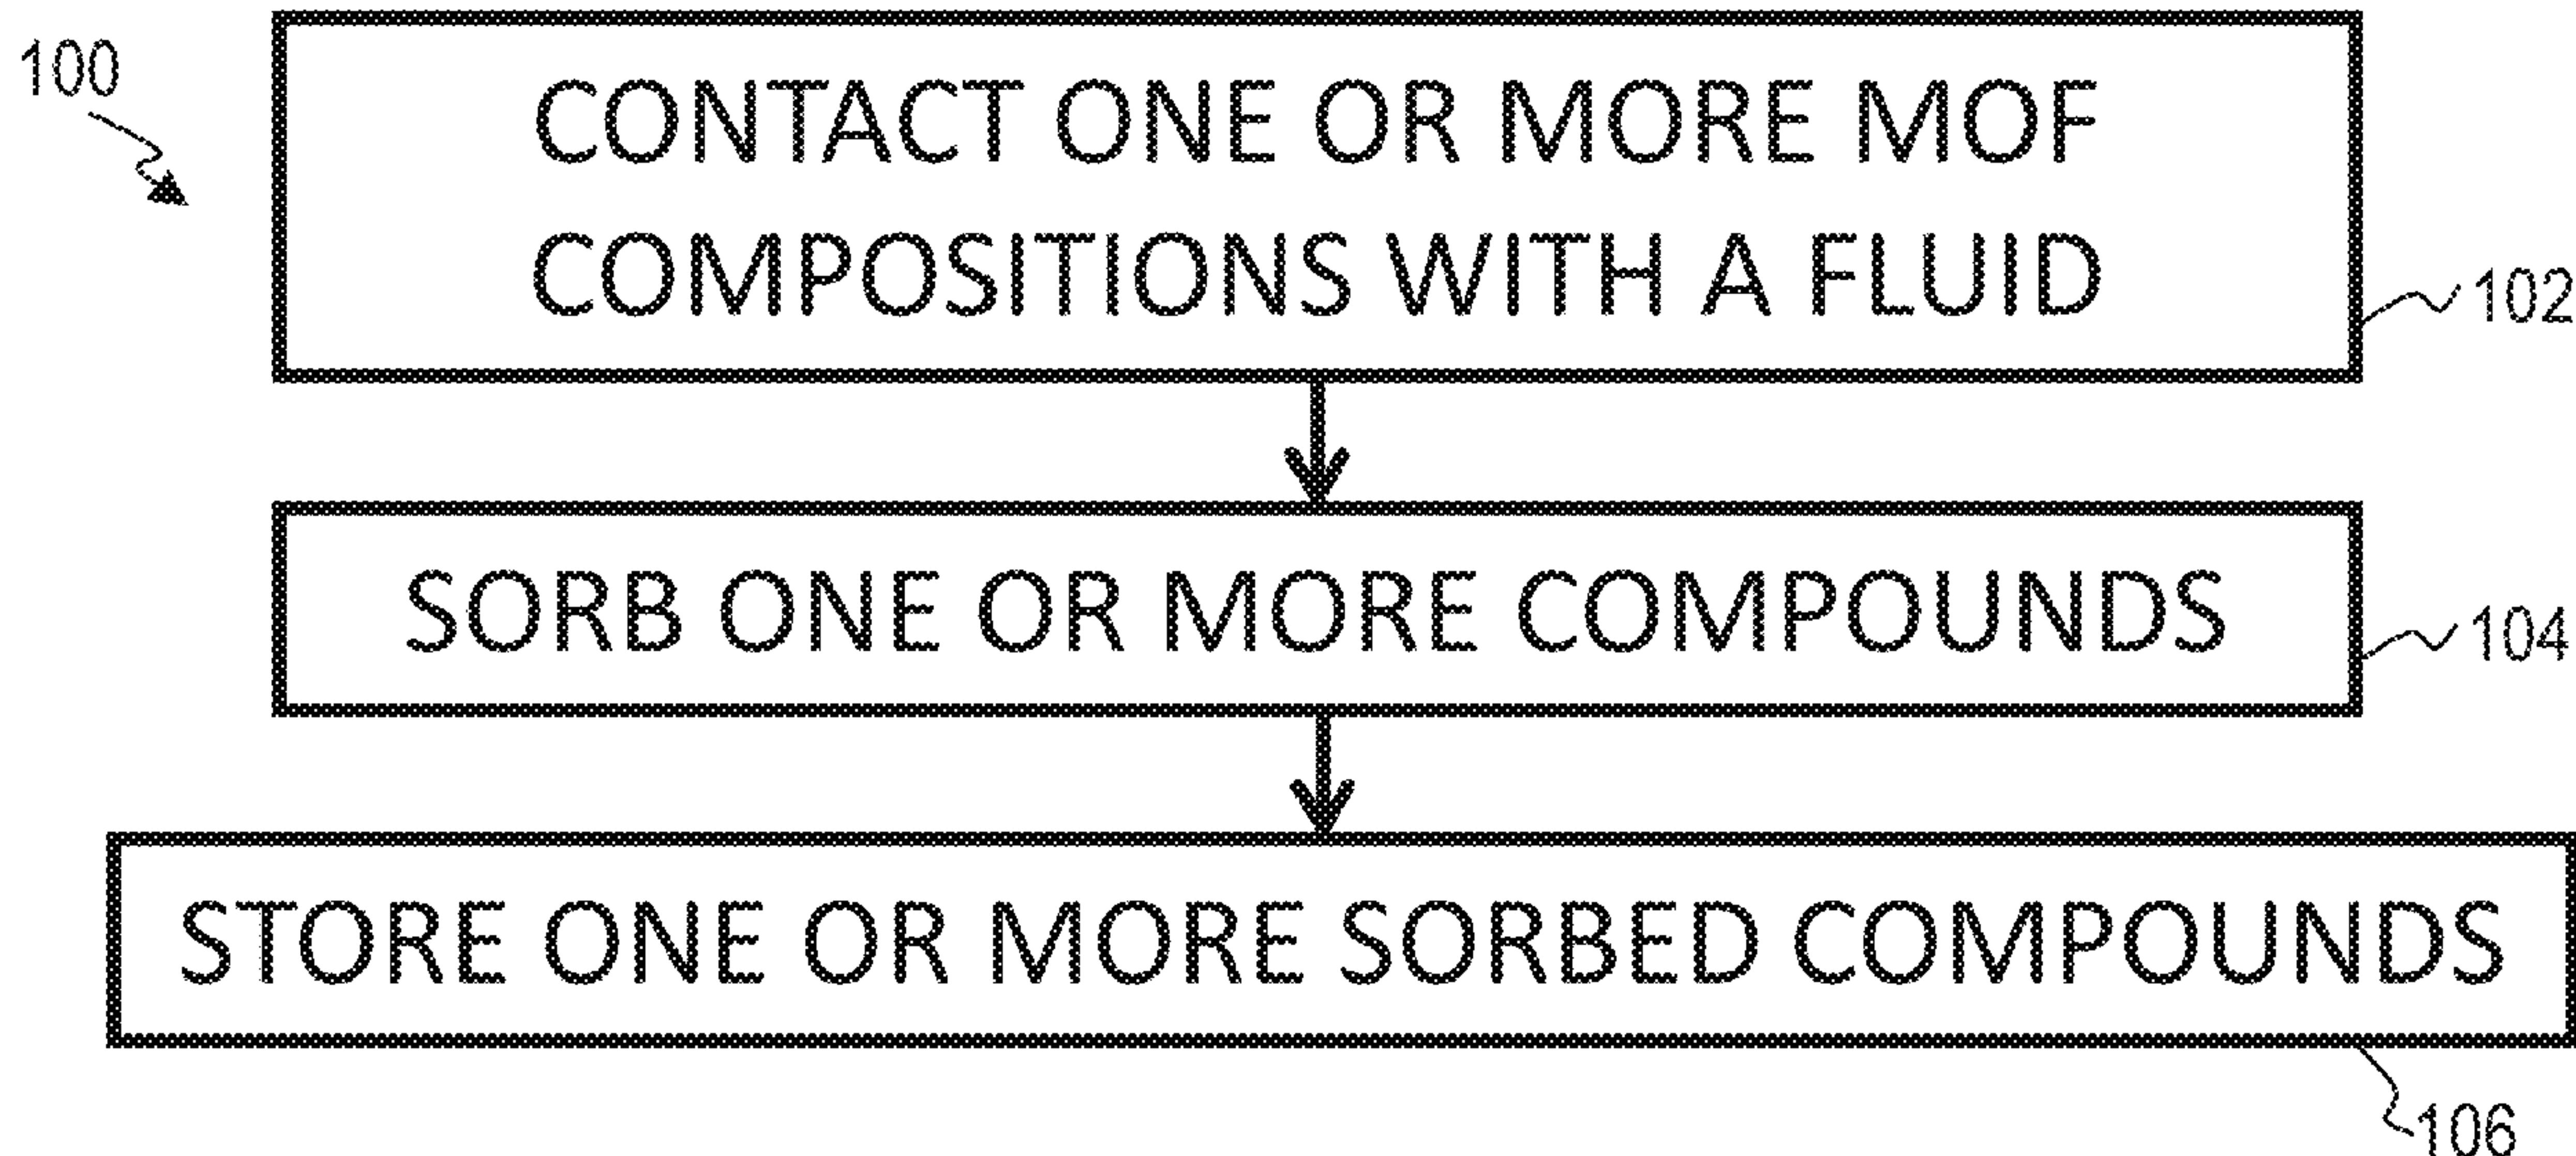 100
CONTACT ONE OR MORE MOF
COMPOSITIONS WITH A FLUID
102
SORB ONE OR MORE COMPOUNDS
104
STORE ONE OR MORE SORBED COMPOUNDS
106